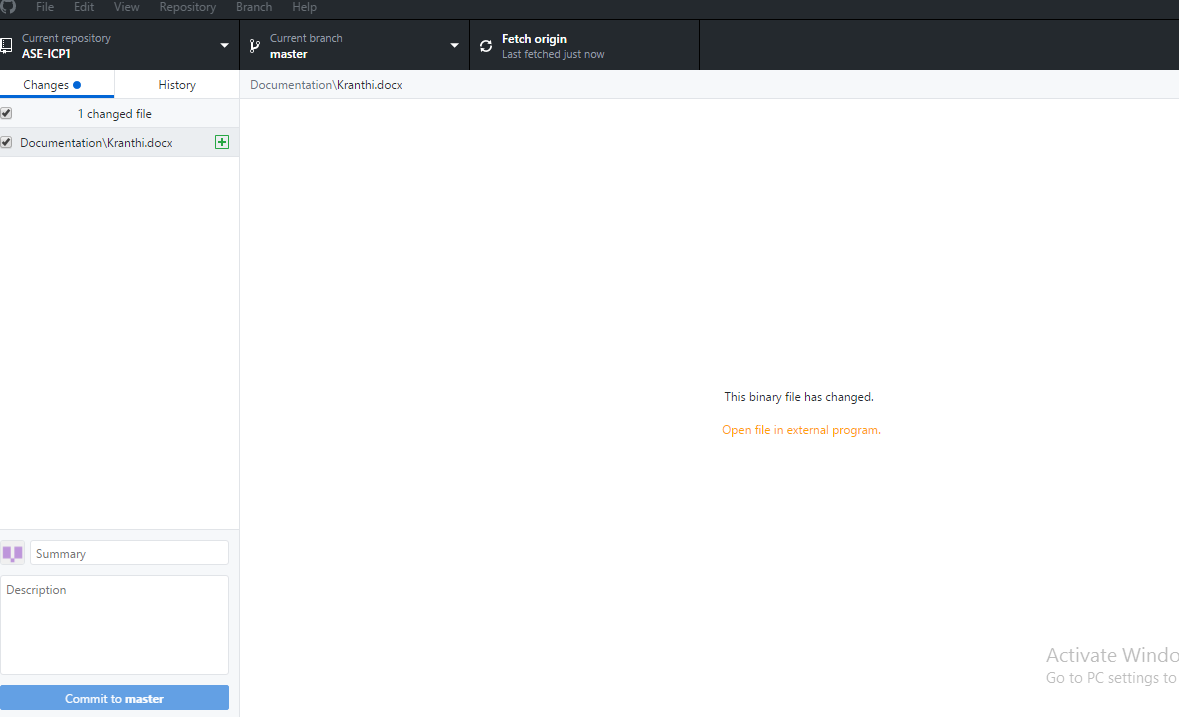 File Edit View Repository Branch Help
Current repository
ASE-ICP1
Current branch
master
Fetch origin
Last fetched just now
Changes
History
Documentation\Kranthi.docx
1 changed file
Documentation\Kranthi.docx
This binary file has changed.
Open file in external program.
Summary
Description
Commit to master
Activate Windo
Go to PC settings to